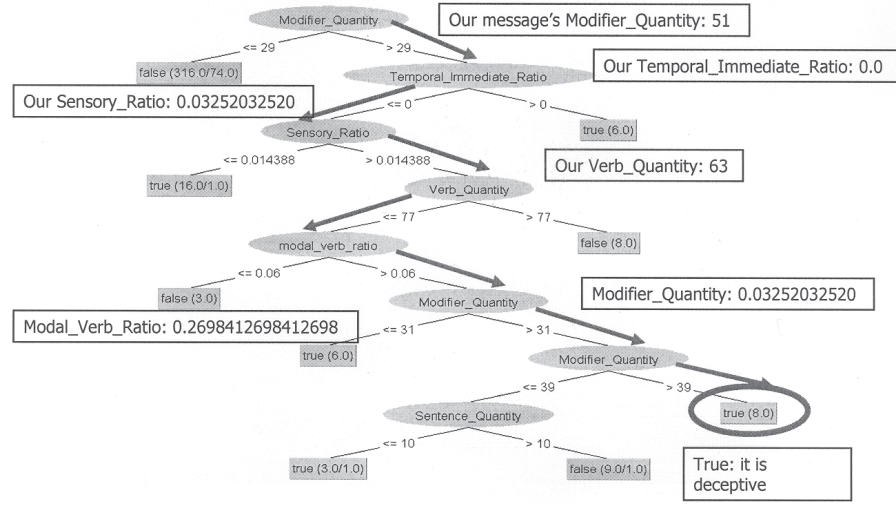 Modifier_Quantity
Our message's Modifier_Quantity: 51
<= 29
> 29
false (316.0/74.0)
Temporal_Immediate_Ratio
Our Temporal_Immediate_Ratio: 0.0
Our Sensory_Ratio: 0.03252032520
<= 0
> 0
Sensory_Ratio
true (6.0)
<= 0.014388
> 0.014388
Our Verb_Quantity: 63
true (16.0/1.0)
Verb_Quantity
<= 77
> 77
modal_verb_ratio
false (8.0)
<= 0.06
> 0.06
false (3.0)
Modifier_Quantity
Modifier_Quantity: 0.03252032520
Modal_Verb_Ratio: 0.2698412698412698
<= 31
> 31
true (6.0)
Modifier_Quantity
<= 39
> 39
Sentence_Quantity
true (8.0)
<= 10
> 10
true (3.0/1.0)
false (9.0/1.0)
True: it is
deceptive